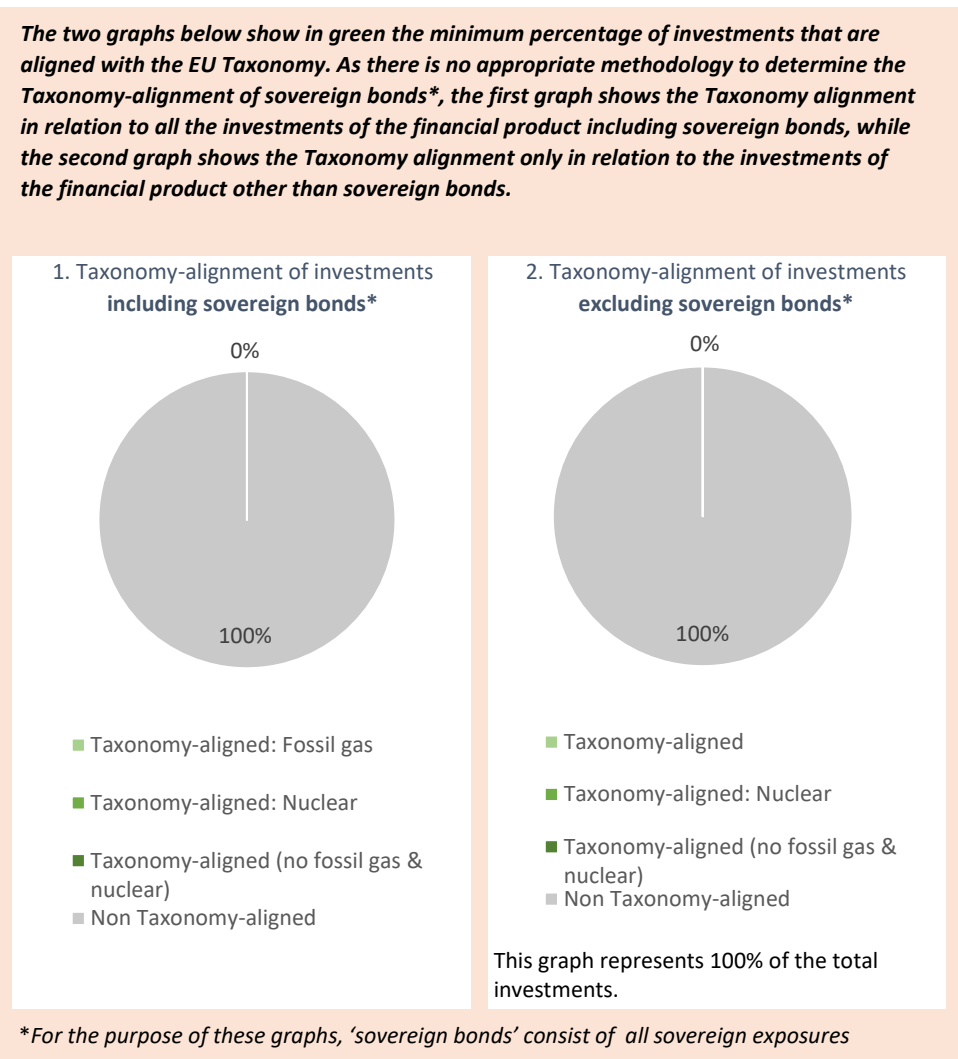 The two graphs below show in green the minimum percentage of investments that are
aligned with the EU Taxonomy. As there is no appropriate methodology to determine the
Taxonomy-alignment of sovereign bonds*, the first graph shows the Taxonomy alignment
in relation to all the investments of the financial product including sovereign bonds, while
the second graph shows the Taxonomy alignment only in relation to the investments of
the financial product other than sovereign bonds.
1. Taxonomy-alignment of investments
including sovereign bonds*
0%
100%
Taxonomy-aligned: Fossil gas
Taxonomy-aligned: Nuclear
Taxonomy-aligned (no fossil gas &
nuclear)
Non Taxonomy-aligned
2. Taxonomy-alignment of investments
excluding sovereign bonds*
0%
100%
Taxonomy-aligned
Taxonomy-aligned: Nuclear
Taxonomy-aligned (no fossil gas &
nuclear)
Non Taxonomy-aligned
This graph represents 100% of the total
investments.
*For the purpose of these graphs, ‘sovereign bonds’ consist of all sovereign exposures